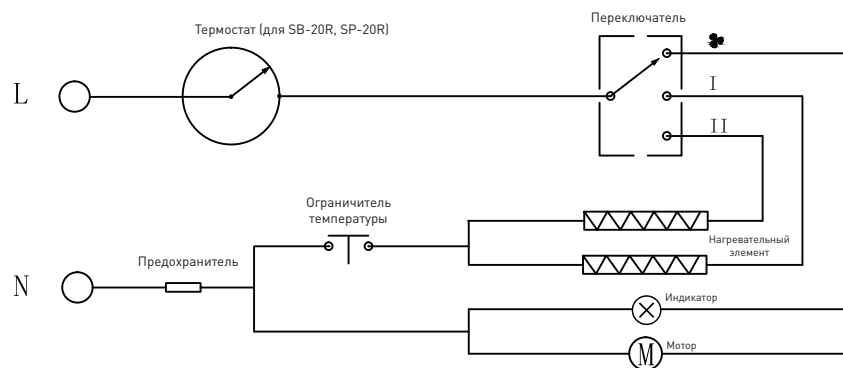 Переключатель
Термостат (для SB-20R, SP-20R)
L
I
II
Ограничитель
температуры
Нагревательный
элемент
Предохранитель
N
Индикатор
M
Мотор